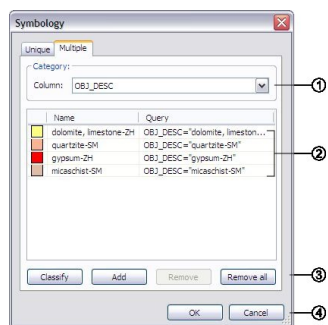 Symbology
Unique Multiple
Category:
Column: OBJ_DESC
1
Name Query
dolomite, limestone-ZH OBJ_DESC="dolomite, limeston...
quartzite-SM OBJ_DESC="quartzite-SM"
2
gypsum-ZH OBJ_DESC="gypsum-ZH"
micaschist-SM OBJ_DESC="micaschist-SM"
Classify Add Remove Remove all
3
OK Cancel
4